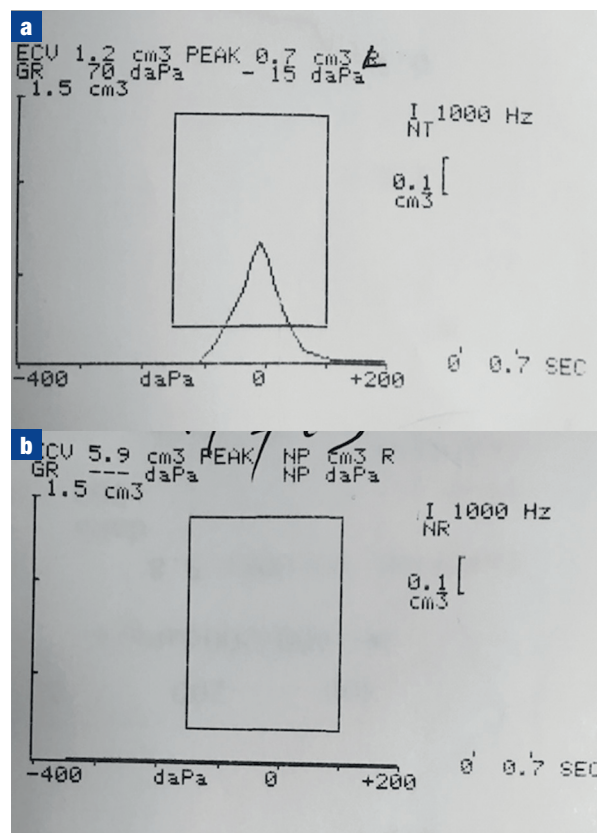 a
ECV 1.2 cm3 PEAK 0.7 cm3 R L
GR 70 daPa - 15 daPa
1.5 cm3
I 1000 Hz
NT
0.1
cm3
0 0.7 SEC
-400 daPa 0 +200
b
ECV 5.9 cm3 PEAK NP cm3 R
GR --- daPa NP daPa
1.5 cm3
I 1000 Hz
NR
0.1
cm3
0 0.7 SEC
-400 daPa 0 +200